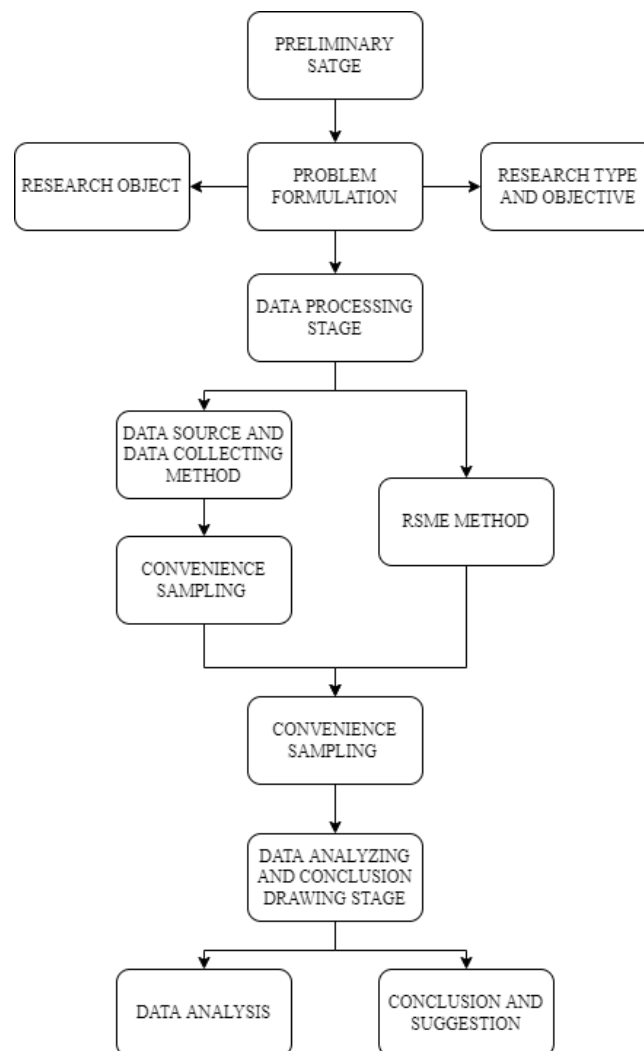 PRELIMINARY
SATGE
RESEARCH OBJECT
PROBLEM
FORMULATION
RESEARCH TYPE
AND OBJECTIVE
DATA PROCESSING
STAGE
DATA SOURCE AND
DATA COLLECTING
METHOD
RSME METHOD
CONVENIENCE
SAMPLING
CONVENIENCE
SAMPLING
DATA ANALYZING
AND CONCLUSION
DRAWING STAGE
DATA ANALYSIS
CONCLUSION AND
SUGGESTION